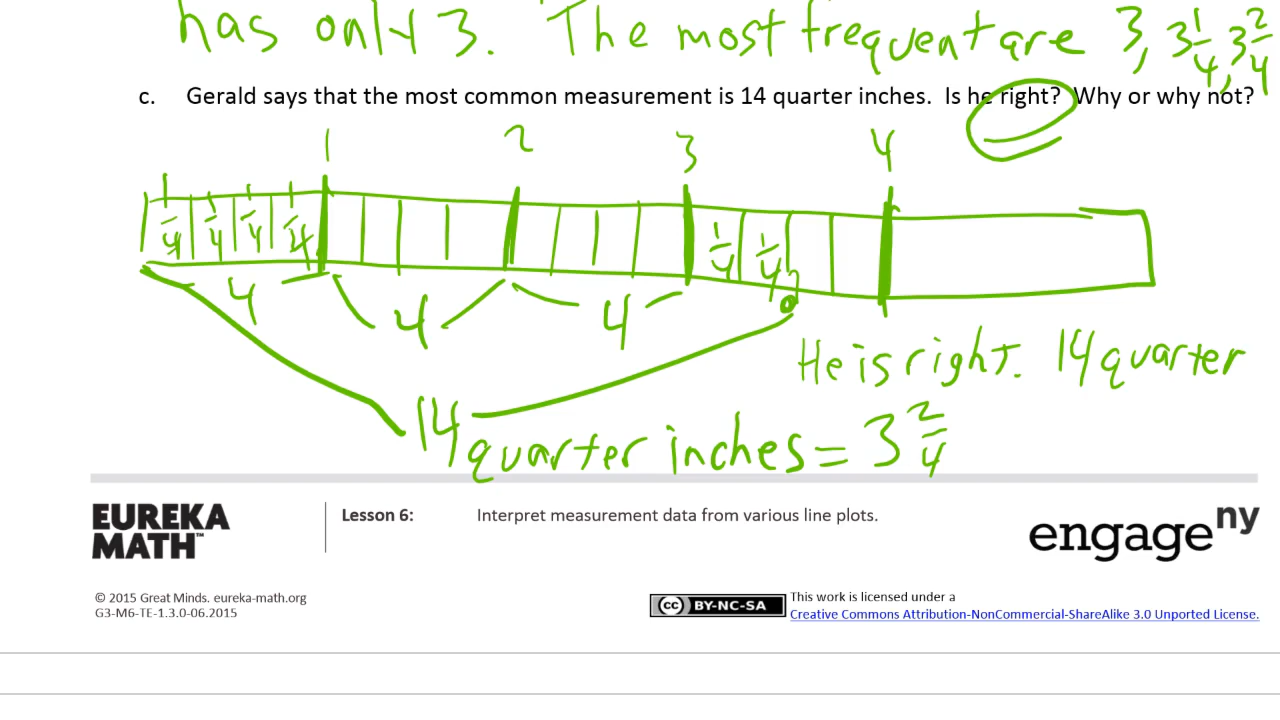 has only 3. The most frequent are 3, 3 1/4, 3 2/4
c. Gerald says that the most common measurement is 14 quarter inches. Is he right? Why or why not?
1 2 3 4
1/4 1/4 1/4 1/4 1/4 1/4
4 4 4
He is right. 14 quarter
14 quarter inches = 3 2/4
EUREKA MATH™
Lesson 6: Interpret measurement data from various line plots.
engage ny
© 2015 Great Minds. eureka-math.org
G3-M6-TE-1.3.0-06.2015
cc BY-NC-SA
This work is licensed under a
Creative Commons Attribution-NonCommercial-ShareAlike 3.0 Unported License.